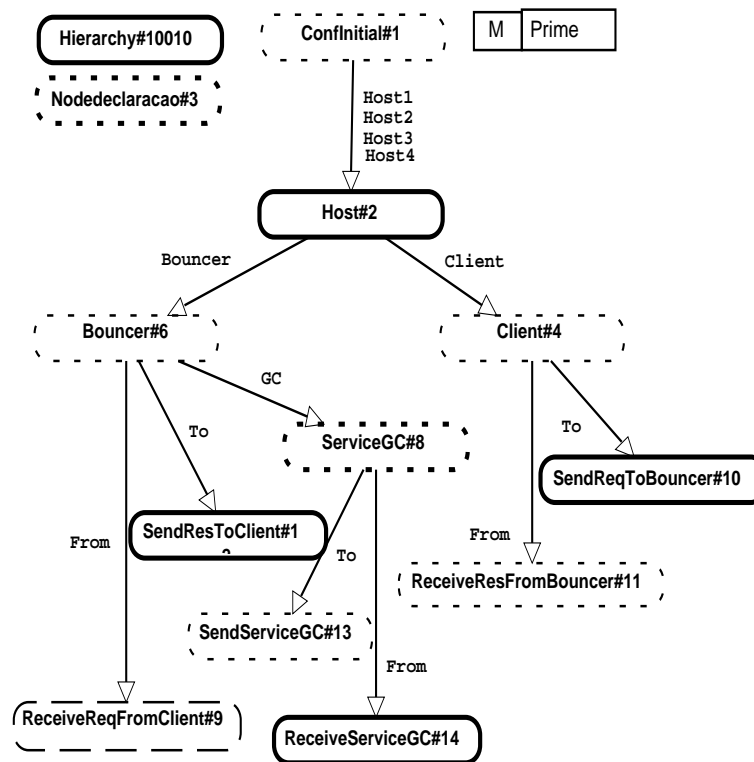 Hierarchy#10010
ConfInitial#1
M Prime
Nodedeclaracao#3
Host1
Host2
Host3
Host4
Host#2
Bouncer
Client
Bouncer#6
Client#4
GC
To
ServiceGC#8
To
SendReqToBouncer#10
SendResToClient#1
From
To
From
ReceiveResFromBouncer#11
SendServiceGC#13
From
ReceiveReqFromClient#9
ReceiveServiceGC#14